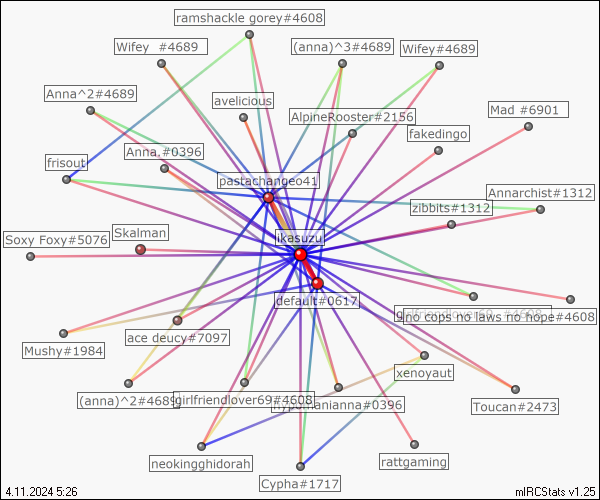 ramshackle gorey#4608
Wifey  #4689
(anna)^3#4689
Wifey#4689
Anna^2#4689
avelicious
AlpineRooster#2156
Mad #6901
fakedingo
Anna,#0396
frisout
pastachangeo41
Annarchist#1312
zibbits#1312
Skalman
ikasuzu
Soxy Foxy#5076
default#0617
no cops no laws no hope#4608
ace deucy#7097
Mushy#1984
xenoyaut
(anna)^2#4689
girlfriendlover69#4608
#0396
Toucan#2473
neokingghidorah
rattgaming
Cypha#1717
4.11.2024 5:26
mIRCStats v1.25